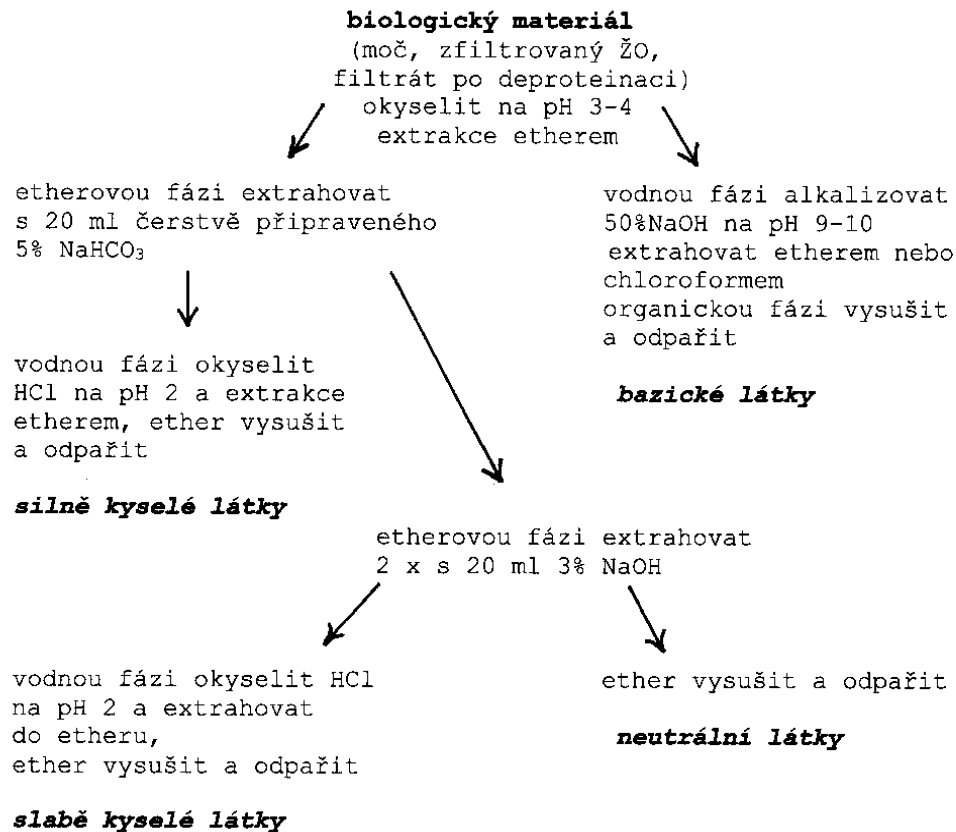 biologický materiál
(moč, zfiltrovaný ŽO,
filtrát po deproteinaci)
okyselit na pH 3-4
extrakce etherem
etherovou fázi extrahovat
s 20 ml čerstvě připraveného
5% NaHCO₃
vodnou fázi alkalizovat
50%NaOH na pH 9-10
extrahovat etherem nebo
chloroformem
organickou fázi vysušit
a odpařit
bazické látky
vodnou fázi okyselit
HCl na pH 2 a extrakce
etherem, ether vysušit
a odpařit
silně kyselé látky
etherovou fázi extrahovat
2 x s 20 ml 3% NaOH
vodnou fázi okyselit HCl
na pH 2 a extrahovat
do etheru,
ether vysušit a odpařit
slabě kyselé látky
ether vysušit a odpařit
neutrální látky